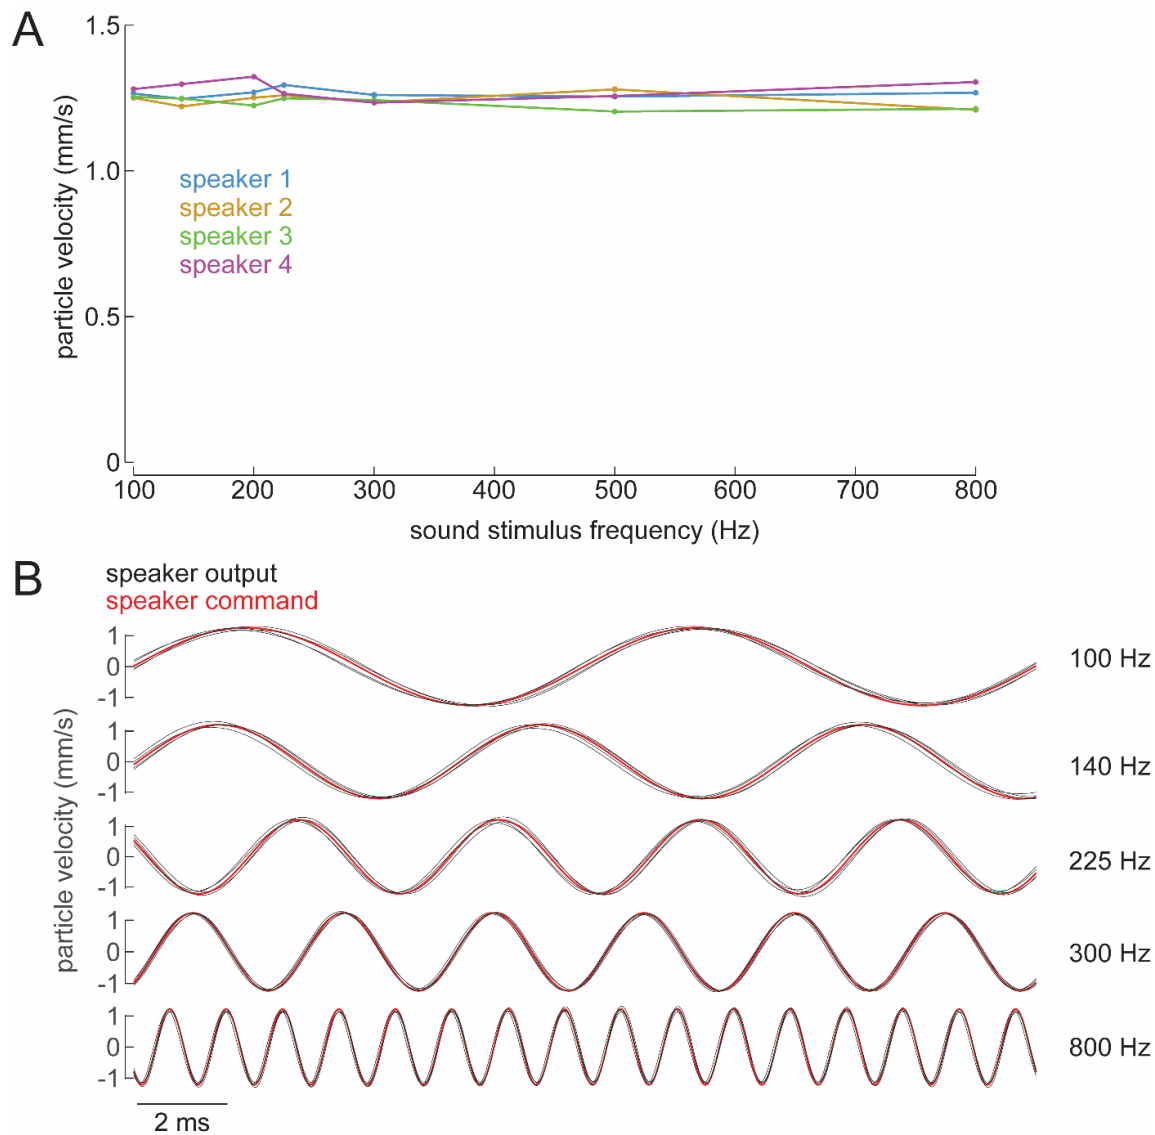 A
1.5
1.0
0.5
0
particle velocity (mm/s)
speaker 1
speaker 2
speaker 3
speaker 4
100 200 300 400 500 600 700 800
sound stimulus frequency (Hz)
B
speaker output
speaker command
particle velocity (mm/s)
1
0
-1
100 Hz
1
0
-1
140 Hz
1
0
-1
225 Hz
1
0
-1
300 Hz
1
0
-1
800 Hz
2 ms